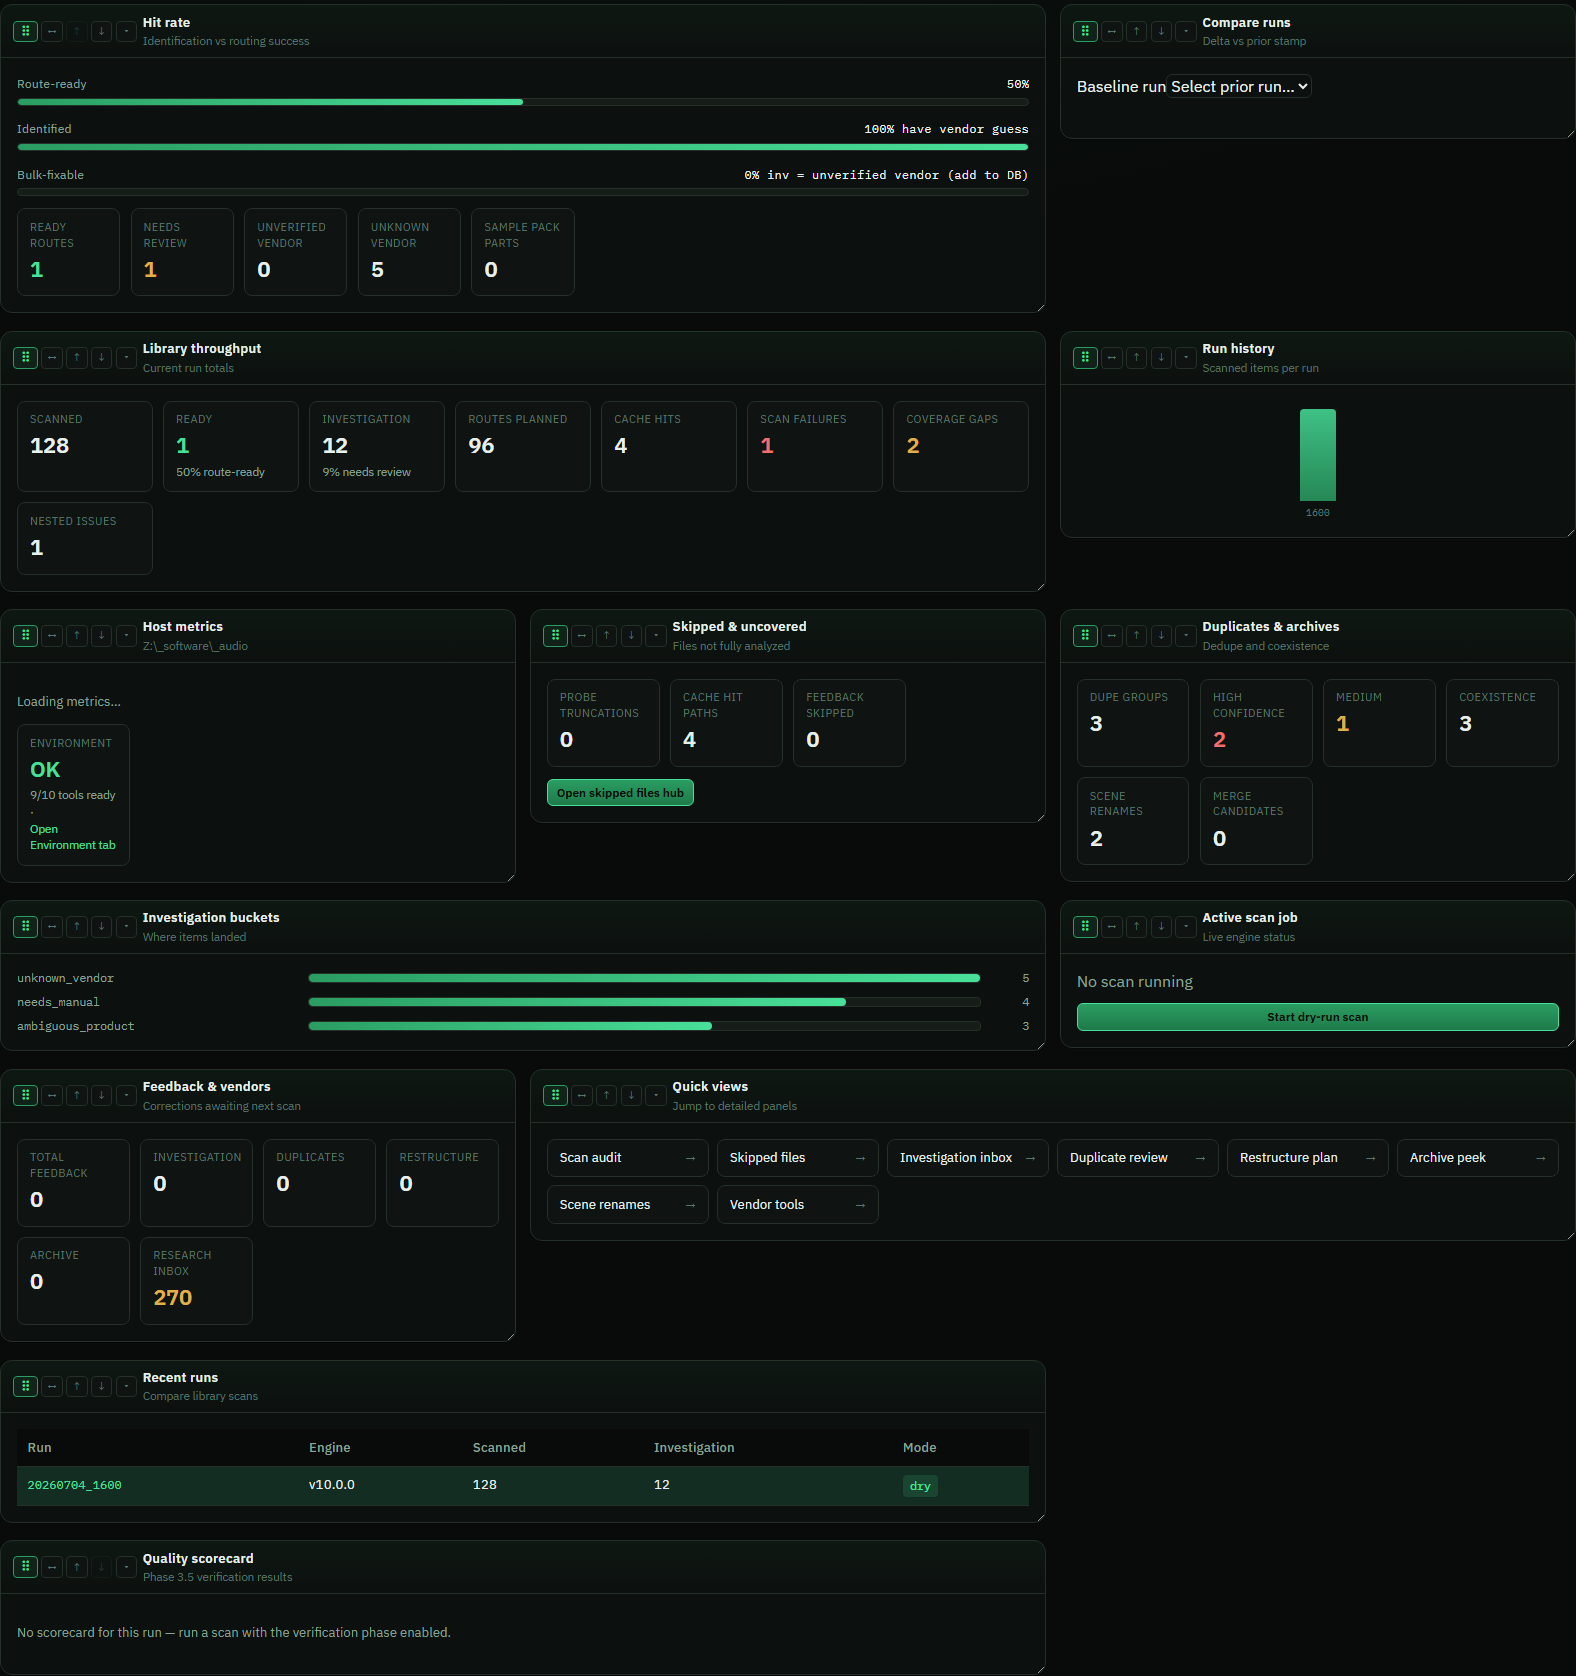 Hit rate
Identification vs routing success
Route-ready 50%
Identified 100% have vendor guess
Bulk-fixable 0% inv = unverified vendor (add to DB)
READY ROUTES
1
NEEDS REVIEW
1
UNVERIFIED VENDOR
0
UNKNOWN VENDOR
5
SAMPLE PACK PARTS
0
Compare runs
Delta vs prior stamp
Baseline run Select prior run...
Library throughput
Current run totals
SCANNED
128
READY
1
50% route-ready
INVESTIGATION
12
9% needs review
ROUTES PLANNED
96
CACHE HITS
4
SCAN FAILURES
1
COVERAGE GAPS
2
NESTED ISSUES
1
Run history
Scanned items per run
1600
Host metrics
Z:\_software\_audio
Loading metrics...
ENVIRONMENT
OK
9/10 tools ready
·
Open
Environment tab
Skipped & uncovered
Files not fully analyzed
PROBE TRUNCATIONS
0
CACHE HIT PATHS
4
FEEDBACK SKIPPED
0
Open skipped files hub
Duplicates & archives
Dedupe and coexistence
DUPE GROUPS
3
HIGH CONFIDENCE
2
MEDIUM
1
COEXISTENCE
3
SCENE RENAMES
2
MERGE CANDIDATES
0
Investigation buckets
Where items landed
unknown_vendor 5
needs_manual 4
ambiguous_product 3
Active scan job
Live engine status
No scan running
Start dry-run scan
Feedback & vendors
Corrections awaiting next scan
TOTAL FEEDBACK
0
INVESTIGATION
0
DUPLICATES
0
RESTRUCTURE
0
ARCHIVE
0
RESEARCH INBOX
270
Quick views
Jump to detailed panels
Scan audit →
Skipped files →
Investigation inbox →
Duplicate review →
Restructure plan →
Archive peek →
Scene renames →
Vendor tools →
Recent runs
Compare library scans
Run Engine Scanned Investigation Mode
20260704_1600 v10.0.0 128 12 dry
Quality scorecard
Phase 3.5 verification results
No scorecard for this run — run a scan with the verification phase enabled.